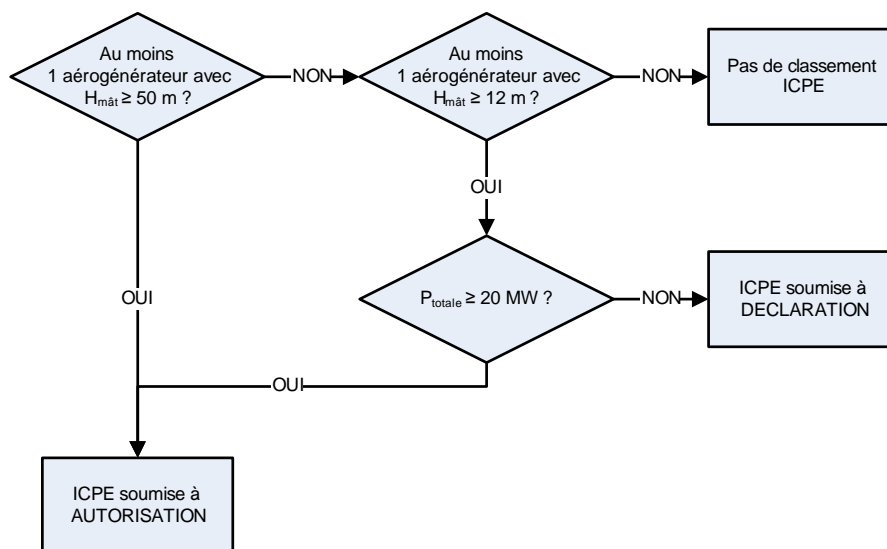 Au moins
1 aérogénérateur avec
Hmât ≥ 50 m ?
NON
Au moins
1 aérogénérateur avec
Hmât ≥ 12 m ?
NON
Pas de classement
ICPE
OUI
OUI
Ptotale ≥ 20 MW ?
NON
ICPE soumise à
DECLARATION
OUI
ICPE soumise à
AUTORISATION